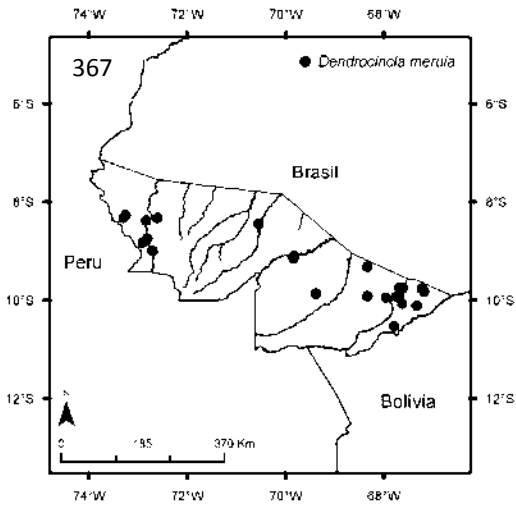 74°W 72°W 70°W 68°W
367
Dendrocincla merula
6°S 6°S
Brasil
8°S 8°S
Peru
10°S 10°S
Bolivia
12°S 12°S
N
0 185 370 Km
74°W 72°W 70°W 68°W